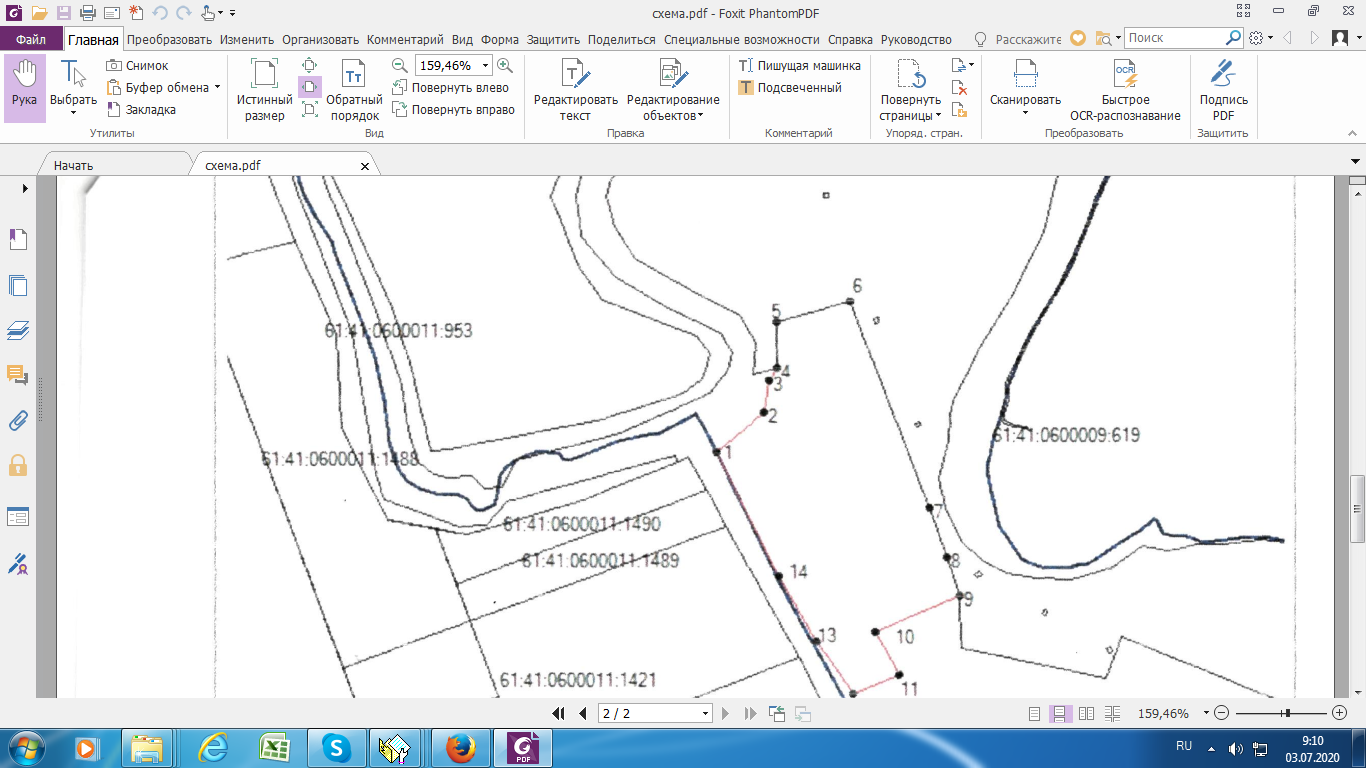 схема.pdf - Foxit PhantomPDF
Файл Главная Преобразовать Изменить Организовать Комментарий Вид Форма Защитить Поделиться Специальные возможности Справка Руководство Расскажите Поиск
Рука
Выбрать
Снимок
Буфер обмена
Закладка
Утилиты
Истинный размер
159,46%
Обратный порядок
Повернуть влево
Повернуть вправо
Вид
Редактировать текст
Редактирование объектов
Правка
Пишущая машинка
Подсвеченный
Комментарий
Повернуть страницы
Упоряд. стран.
Сканировать
OCR
Быстрое OCR-распознавание
Преобразовать
Подпись PDF
Защитить
Начать
схема.pdf
6
5
61:41:0600011:953
4
3
2
61:41:0600009:619
1
61:41:0600011:1488
7
61:41:0600011:1490
61:41:0600011:1489
8
14
9
13
10
61:41:0600011:1421
11
2 / 2
159,46%
PDF
RU
9:10
03.07.2020